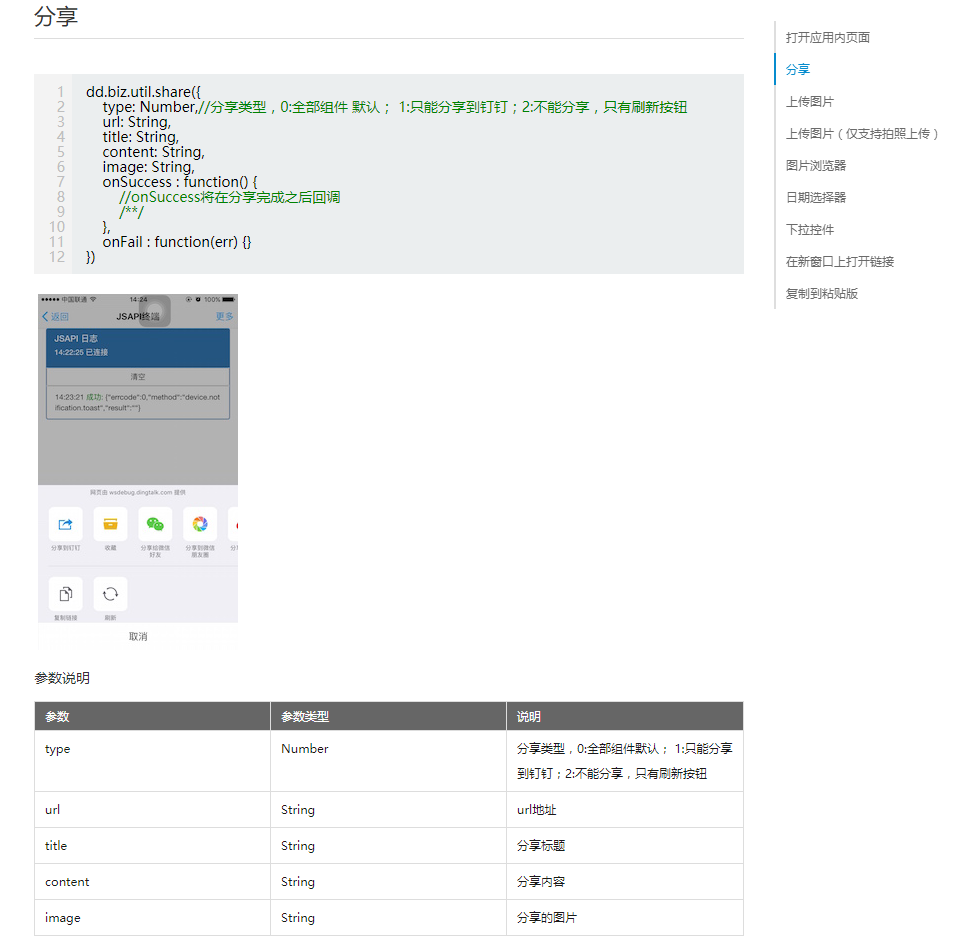 分享
1 dd.biz.util.share({
2 type: Number,//分享类型，0:全部组件 默认； 1:只能分享到钉钉；2:不能分享，只有刷新按钮
3 url: String,
4 title: String,
5 content: String,
6 image: String,
7 onSuccess : function() {
8 //onSuccess将在分享完成之后回调
9 /**/
10 },
11 onFail : function(err) {}
12 })
中国联通 14:24 100%
返回 JSAPI终端 更多
JSAPI 日志
14:22:25 已连接
清空
14:23:21 成功: {"errcode":0,"method":"device.not
ification.toast","result":""}
网页由 wsdebug.dingtalk.com 提供
分享到钉钉 收藏 分享给微信 分享到微信
好友 朋友圈
复制链接 刷新
取消
参数说明
参数 参数类型 说明
type Number 分享类型，0:全部组件默认； 1:只能分享
到钉钉；2:不能分享，只有刷新按钮
url String url地址
title String 分享标题
content String 分享内容
image String 分享的图片
打开应用内页面
分享
上传图片
上传图片（仅支持拍照上传）
图片浏览器
日期选择器
下拉控件
在新窗口上打开链接
复制到粘贴版